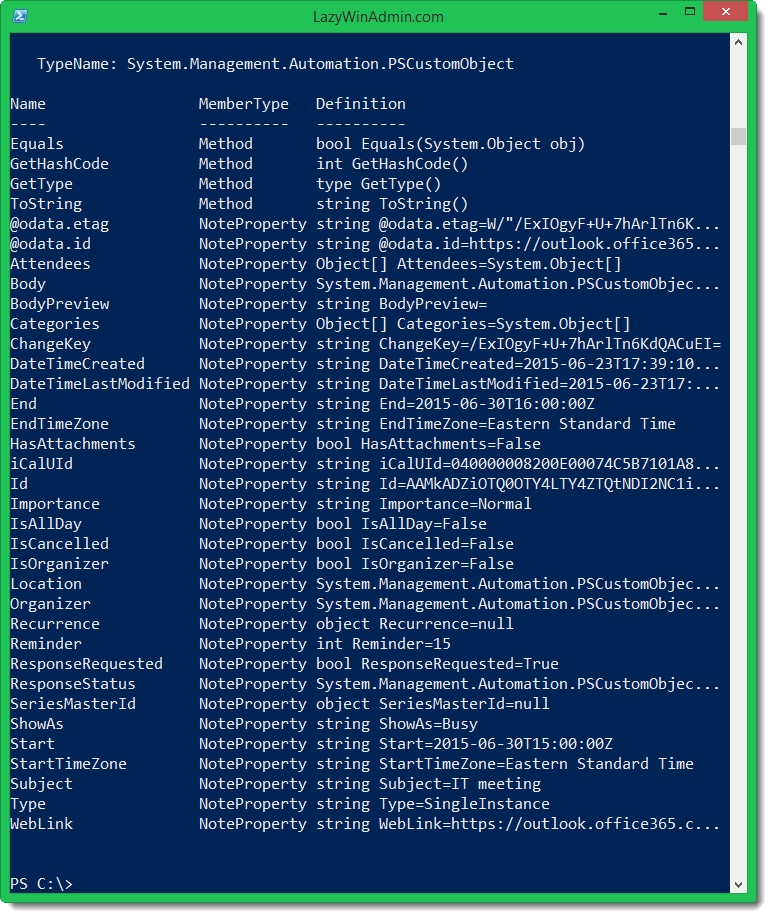 LazyWinAdmin.com
TypeName: System.Management.Automation.PSCustomObject
Name MemberType Definition
---- ---------- ----------
Equals Method bool Equals(System.Object obj)
GetHashCode Method int GetHashCode()
GetType Method type GetType()
ToString Method string ToString()
@odata.etag NoteProperty string @odata.etag=W/"/ExIOgyF+U+7hArlTn6K...
@odata.id NoteProperty string @odata.id=https://outlook.office365...
Attendees NoteProperty Object[] Attendees=System.Object[]
Body NoteProperty System.Management.Automation.PSCustomObjec...
BodyPreview NoteProperty string BodyPreview=
Categories NoteProperty Object[] Categories=System.Object[]
ChangeKey NoteProperty string ChangeKey=/ExIOgyF+U+7hArlTn6KdQACuEI=
DateTimeCreated NoteProperty string DateTimeCreated=2015-06-23T17:39:10...
DateTimeLastModified NoteProperty string DateTimeLastModified=2015-06-23T17:...
End NoteProperty string End=2015-06-30T16:00:00Z
EndTimeZone NoteProperty string EndTimeZone=Eastern Standard Time
HasAttachments NoteProperty bool HasAttachments=False
iCalUId NoteProperty string iCalUId=040000008200E00074C5B7101A8...
Id NoteProperty string Id=AAMkADZiOTQ0OTY4LTY4ZTQtNDI2NC1i...
Importance NoteProperty string Importance=Normal
IsAllDay NoteProperty bool IsAllDay=False
IsCancelled NoteProperty bool IsCancelled=False
IsOrganizer NoteProperty bool IsOrganizer=False
Location NoteProperty System.Management.Automation.PSCustomObjec...
Organizer NoteProperty System.Management.Automation.PSCustomObjec...
Recurrence NoteProperty object Recurrence=null
Reminder NoteProperty int Reminder=15
ResponseRequested NoteProperty bool ResponseRequested=True
ResponseStatus NoteProperty System.Management.Automation.PSCustomObjec...
SeriesMasterId NoteProperty object SeriesMasterId=null
ShowAs NoteProperty string ShowAs=Busy
Start NoteProperty string Start=2015-06-30T15:00:00Z
StartTimeZone NoteProperty string StartTimeZone=Eastern Standard Time
Subject NoteProperty string Subject=IT meeting
Type NoteProperty string Type=SingleInstance
WebLink NoteProperty string WebLink=https://outlook.office365.c...
PS C:\>